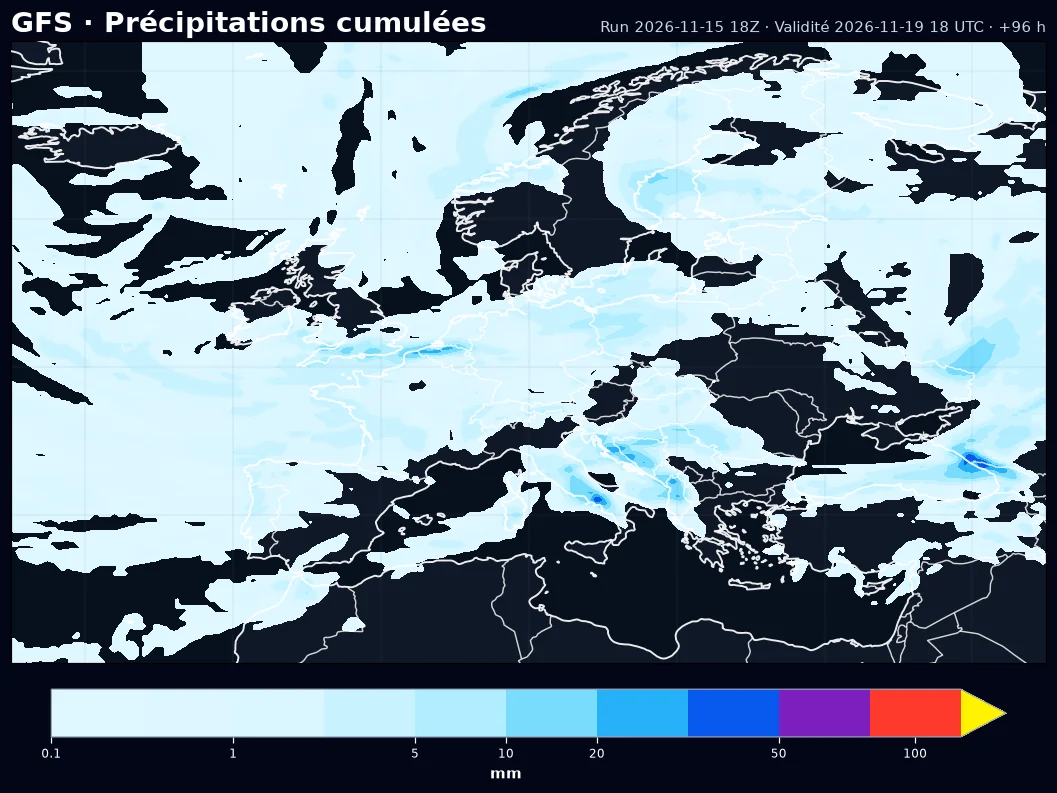 GFS · Précipitations cumulées
Run 2026-11-15 18Z · Validité 2026-11-19 18 UTC · +96 h
0.1 1 5 10 20 50 100
mm